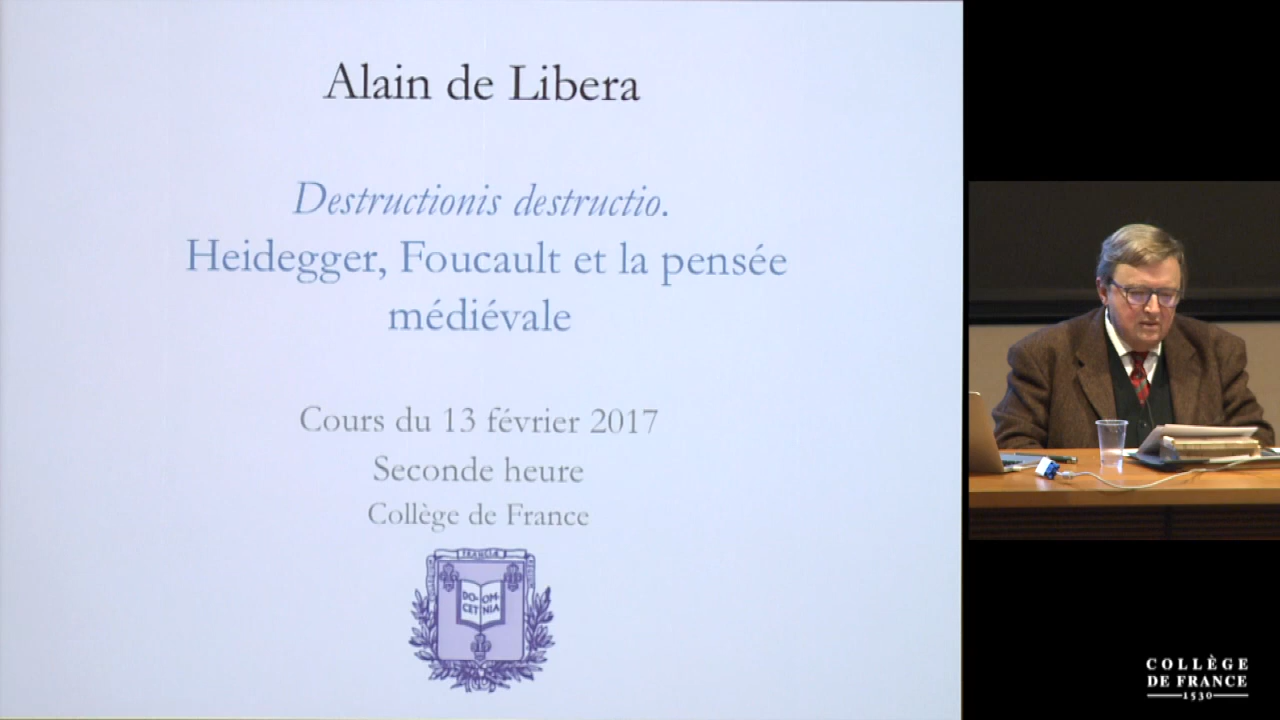 Alain de Libera
Destructionis destructio.
Heidegger, Foucault et la pensée
médiévale
Cours du 13 février 2017
Seconde heure
Collège de France
FRANCIÆ
DO- OM-
CET NIA
COLLÈGE
DE FRANCE
1530